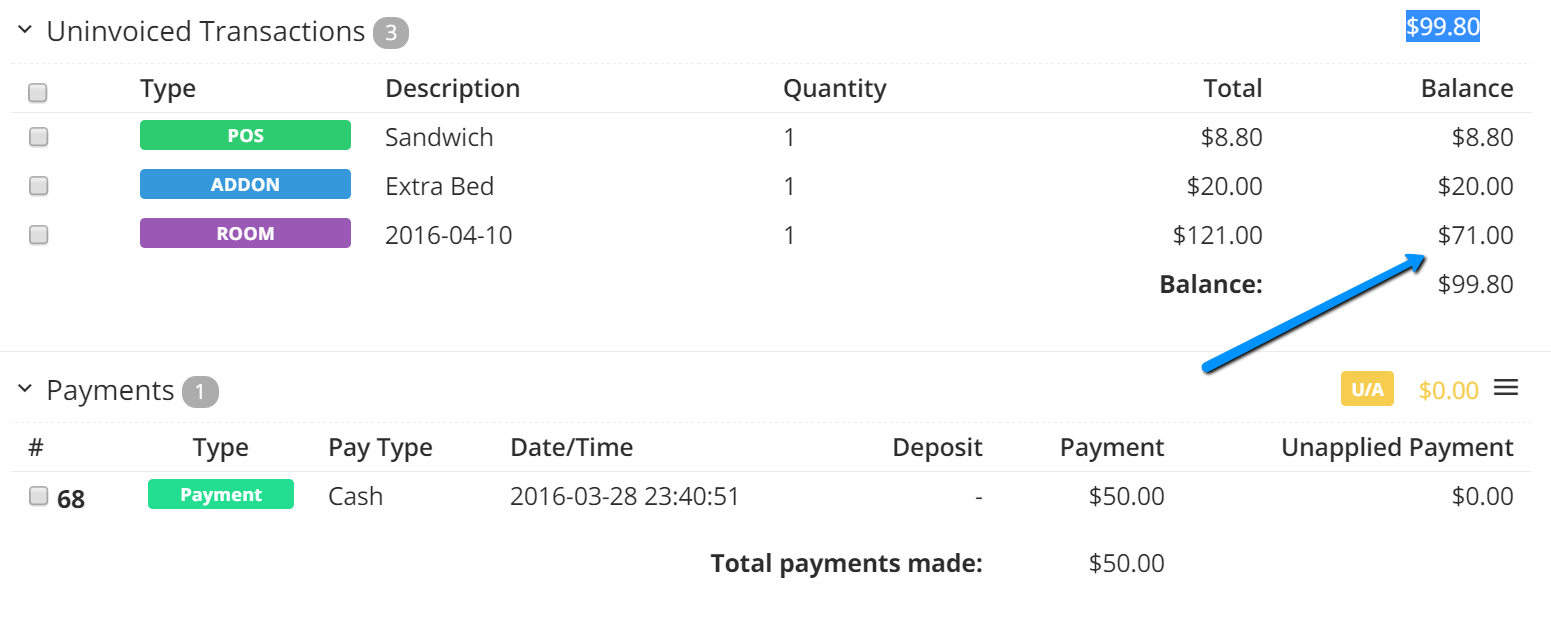 Uninvoiced Transactions 3 $99.80
Type Description Quantity Total Balance
POS Sandwich 1 $8.80 $8.80
ADDON Extra Bed 1 $20.00 $20.00
ROOM 2016-04-10 1 $121.00 $71.00
Balance: $99.80
Payments 1 U/A $0.00
# Type Pay Type Date/Time Deposit Payment Unapplied Payment
68 Payment Cash 2016-03-28 23:40:51 - $50.00 $0.00
Total payments made: $50.00